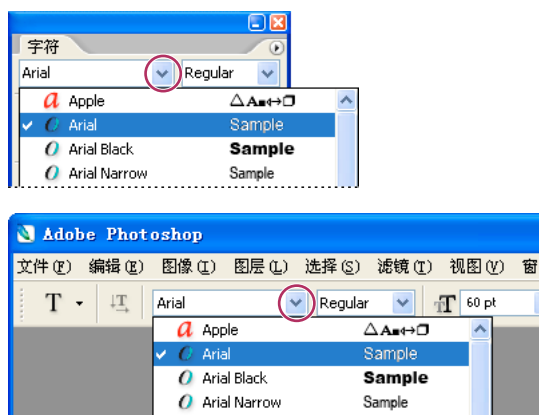 字符
Arial Regular
Apple
Arial Sample
Arial Black Sample
Arial Narrow Sample
Adobe Photoshop
文件(F) 编辑(E) 图像(I) 图层(L) 选择(S) 滤镜(T) 视图(V) 窗
T T Arial Regular T 60 pt
Apple
Arial Sample
Arial Black Sample
Arial Narrow Sample